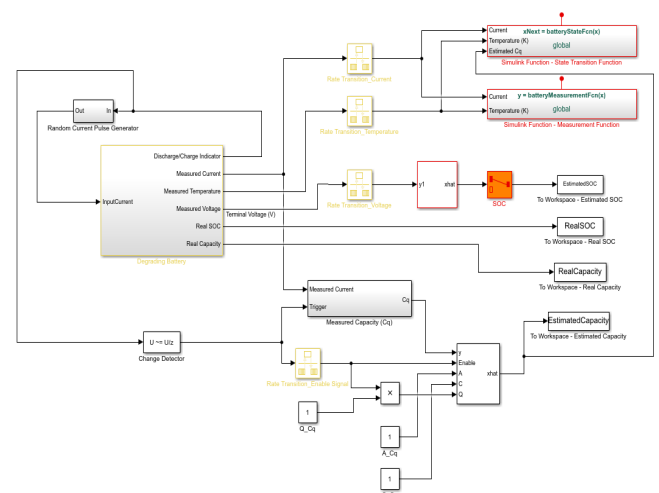 Current
xNext = batteryStateFcn(x)
Temperature (K)
global
Estimated Cq
Simulink Function - State Transition Function
Rate Transition_Current
Current
y = batteryMeasurementFcn(x)
global
Temperature (K)
Simulink Function - Measurement Function
Out
In
Random Current Pulse Generator
Rate Transition_Temperature
Discharge/Charge Indicator
Measured Current
Measured Temperature
InputCurrent
Measured Voltage
Terminal Voltage (V)
Real SOC
Real Capacity
Degrading Battery
Rate Transition_Voltage
y1
xhat
SOC
EstimatedSOC
To Workspace - Estimated SOC
RealSOC
To Workspace - Real SOC
RealCapacity
To Workspace - Real Capacity
Measured Current
Cq
Trigger
Measured Capacity (Cq)
EstimatedCapacity
To Workspace - Estimated Capacity
U ~= U/z
Change Detector
Rate Transition_Enable Signal
y
Enable
A
xhat
C
Q
×
1
Q_Cq
1
A_Cq
1